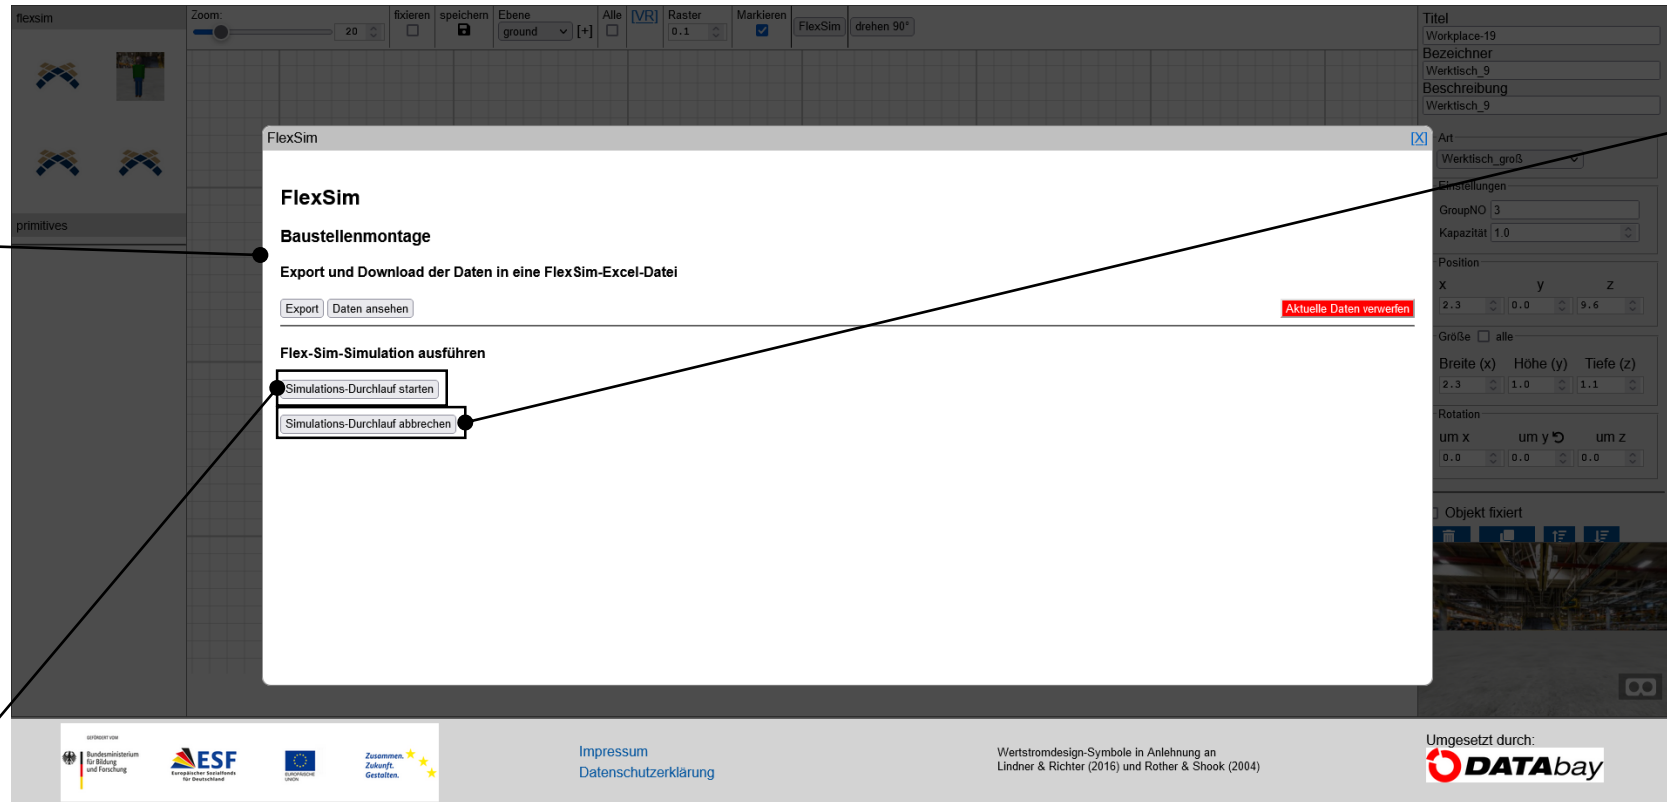 flexsim
Zoom:
20
fixieren
speichern
Ebene
ground
[+]
Alle
[VR]
Raster
0.1
Markieren
FlexSim
drehen 90°
primitives
Titel
Workplace-19
Bezeichner
Werktisch_9
Beschreibung
Werktisch_9
Art
Werktisch_groß
Einstellungen
GroupNO 3
Kapazität 1.0
Position
x y z
2.3 0.0 9.6
Größe alle
Breite (x) Höhe (y) Tiefe (z)
2.3 1.0 1.1
Rotation
um x um y um z
0.0 0.0 0.0
Objekt fixiert
FlexSim
[X]
FlexSim
Baustellenmontage
Export und Download der Daten in eine FlexSim-Excel-Datei
Export Daten ansehen
Aktuelle Daten verwerfen
Flex-Sim-Simulation ausführen
Simulations-Durchlauf starten
Simulations-Durchlauf abbrechen
GEFÖRDERT VOM
Bundesministerium
für Bildung
und Forschung
ESF
Europäischer Sozialfonds
für Deutschland
EUROPÄISCHE
UNION
Zusammen.
Zukunft.
Gestalten.
Impressum
Datenschutzerklärung
Wertstromdesign-Symbole in Anlehnung an
Lindner & Richter (2016) und Rother & Shook (2004)
Umgesetzt durch:
DATAbay